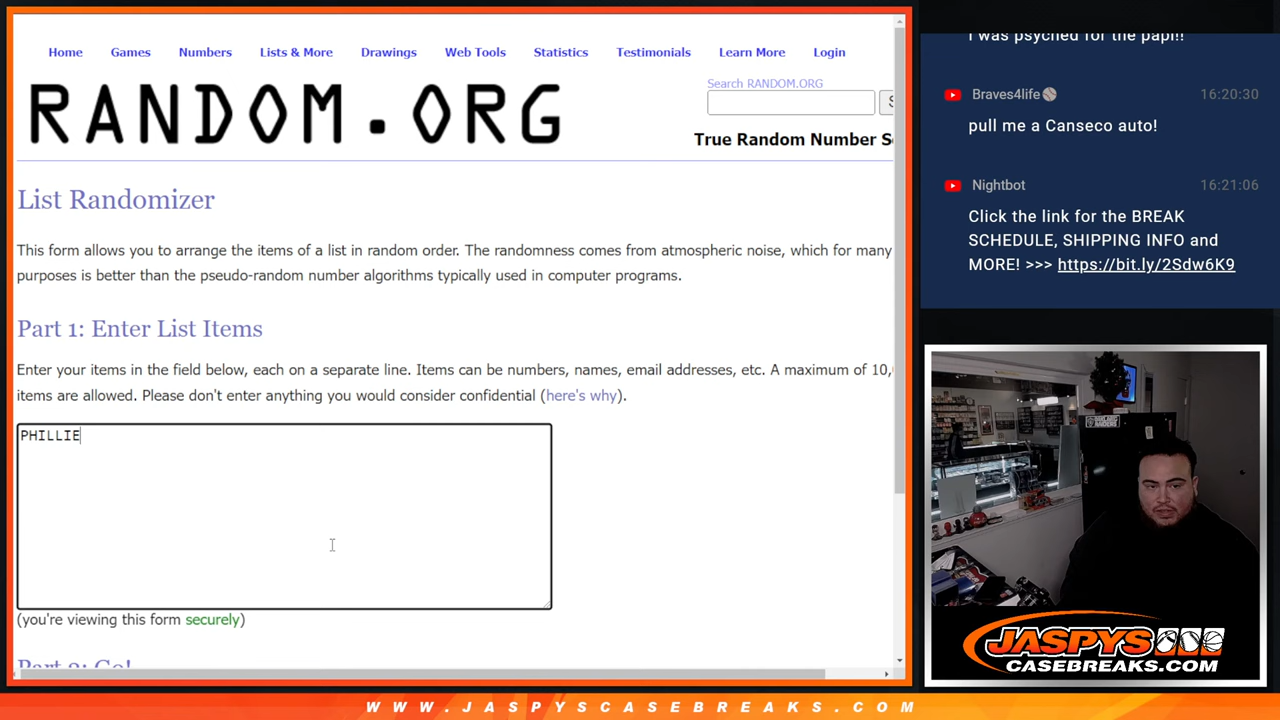 Home Games Numbers Lists & More Drawings Web Tools Statistics Testimonials Learn More Login
Search RANDOM.ORG
RANDOM.ORG
True Random Number
List Randomizer
This form allows you to arrange the items of a list in random order. The randomness comes from atmospheric noise, which for many
purposes is better than the pseudo-random number algorithms typically used in computer programs.
Part 1: Enter List Items
Enter your items in the field below, each on a separate line. Items can be numbers, names, email addresses, etc. A maximum of 10,
items are allowed. Please don't enter anything you would consider confidential (here's why).
PHILLIE
(you're viewing this form securely)
Part 2: Go!
I was psyched for the papi!!
Braves4life 16:20:30
pull me a Canseco auto!
Nightbot 16:21:06
Click the link for the BREAK
SCHEDULE, SHIPPING INFO and
MORE! >>> https://bit.ly/2Sdw6K9
JASPYS
CASEBREAKS.COM
WWW.JASPYSCASEBREAKS.COM